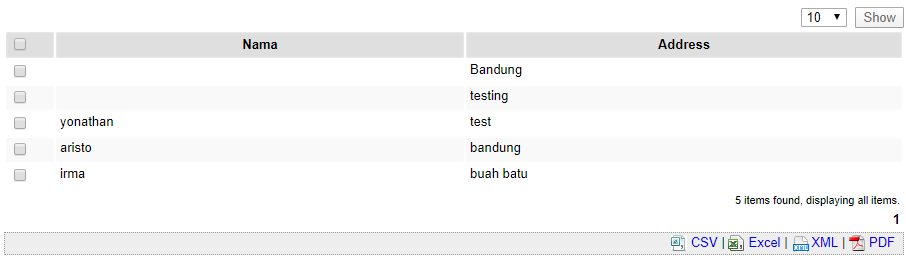 10 Show
Nama Address
Bandung
testing
yonathan test
aristo bandung
irma buah batu
5 items found, displaying all items.
1
CSV | Excel | XML | PDF